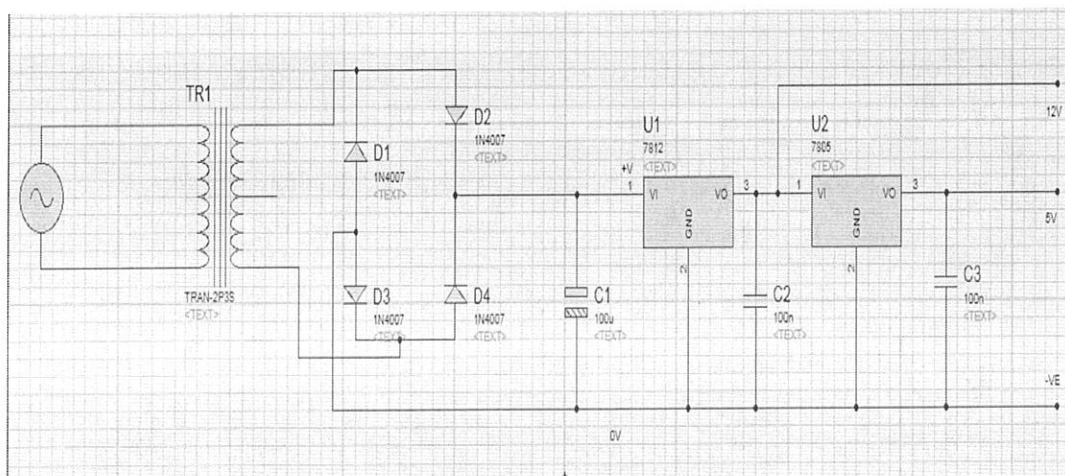 TR1
TRAN-2P3S
<TEXT>
D1
1N4007
<TEXT>
D2
1N4007
<TEXT>
D3
1N4007
<TEXT>
D4
1N4007
<TEXT>
C1
100u
<TEXT>
U1
7812
<TEXT>
+V
1
VI
VO
3
GND
2
C2
100n
<TEXT>
U2
7805
<TEXT>
1
VI
VO
3
GND
2
C3
100n
<TEXT>
12V
5V
-VE
0V